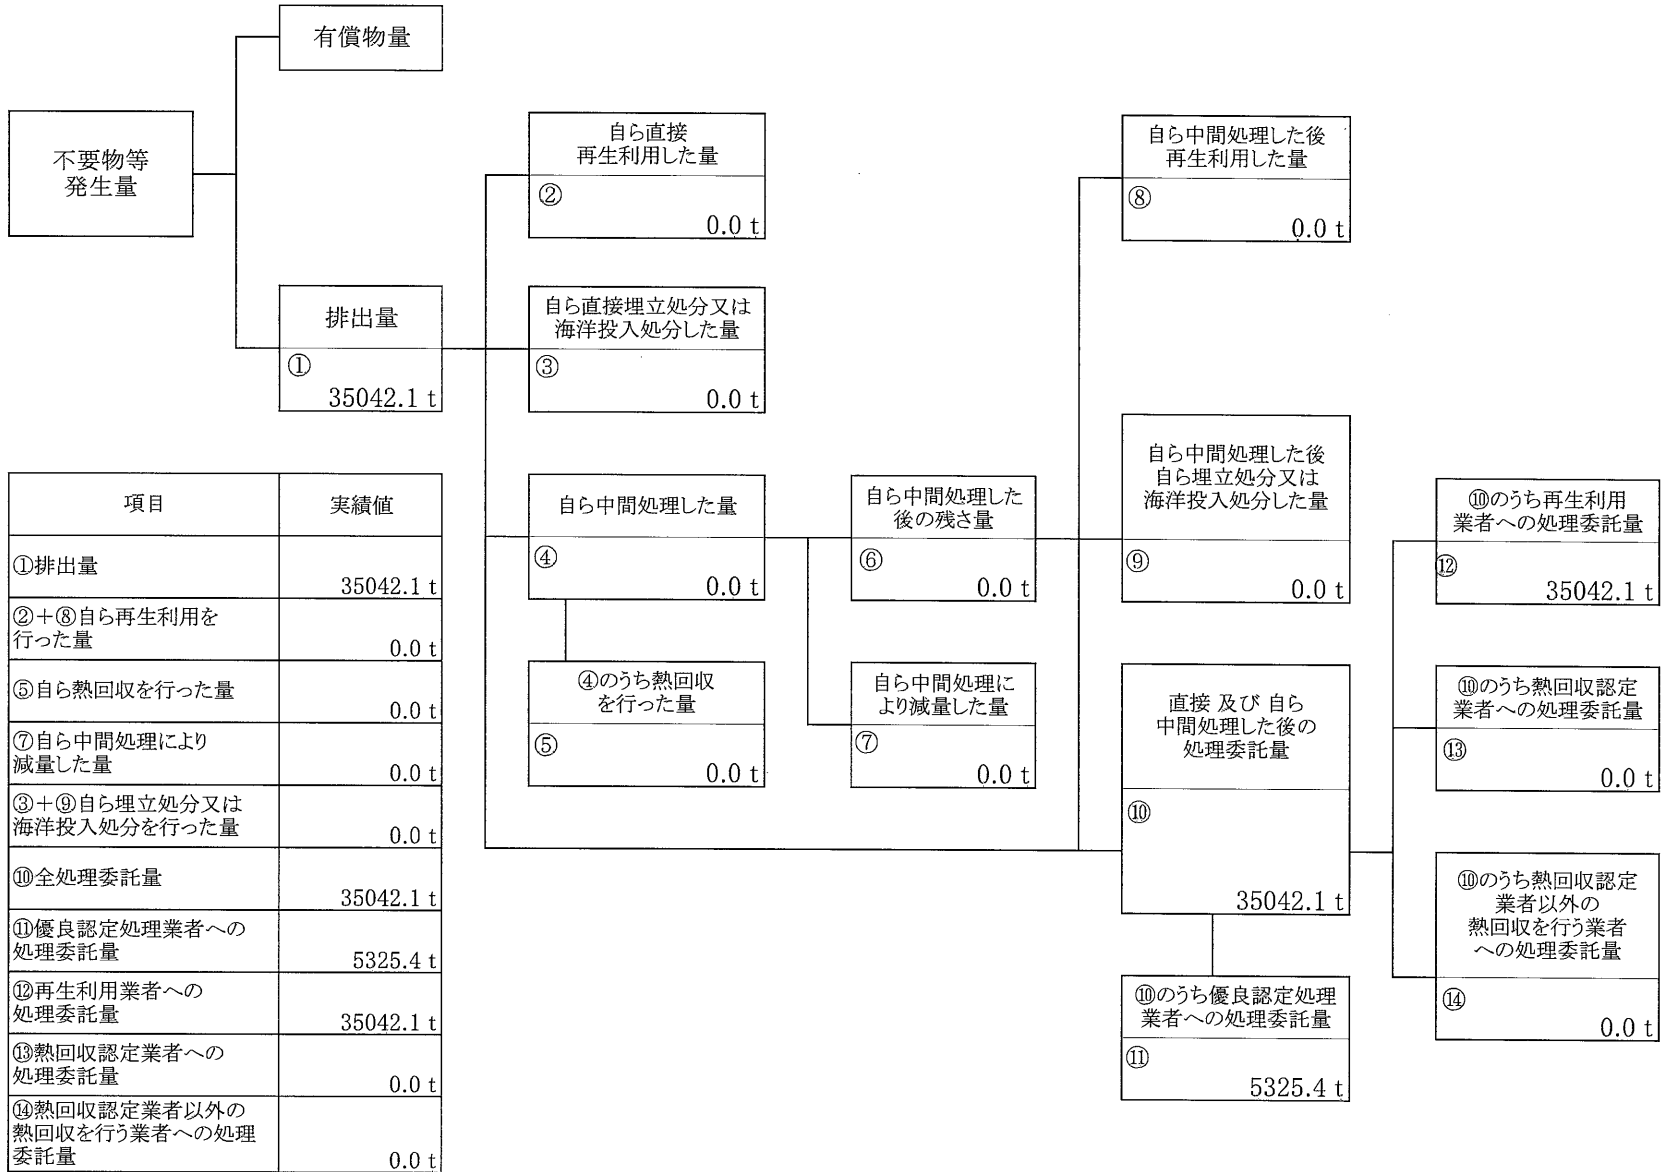 有償物量
不要物等
発生量
排出量
①
35042.1 t
自ら直接
再生利用した量
②
0.0 t
自ら直接埋立処分又は
海洋投入処分した量
③
0.0 t
自ら中間処理した量
④
0.0 t
④のうち熱回収
を行った量
⑤
0.0 t
自ら中間処理した
後の残さ量
⑥
0.0 t
自ら中間処理に
より減量した量
⑦
0.0 t
自ら中間処理した後
再生利用した量
⑧
0.0 t
自ら中間処理した後
自ら埋立処分又は
海洋投入処分した量
⑨
0.0 t
直接 及び 自ら
中間処理した後の
処理委託量
⑩
35042.1 t
⑩のうち優良認定処理
業者への処理委託量
⑪
5325.4 t
⑩のうち再生利用
業者への処理委託量
⑫
35042.1 t
⑩のうち熱回収認定
業者への処理委託量
⑬
0.0 t
⑩のうち熱回収認定
業者以外の
熱回収を行う業者
への処理委託量
⑭
0.0 t
項目 実績値
①排出量
35042.1 t
②+⑧自ら再生利用を
行った量
0.0 t
⑤自ら熱回収を行った量
0.0 t
⑦自ら中間処理により
減量した量
0.0 t
③+⑨自ら埋立処分又は
海洋投入処分を行った量
0.0 t
⑩全処理委託量
35042.1 t
⑪優良認定処理業者への
処理委託量
5325.4 t
⑫再生利用業者への
処理委託量
35042.1 t
⑬熱回収認定業者への
処理委託量
0.0 t
⑭熱回収認定業者以外の
熱回収を行う業者への処理
委託量
0.0 t